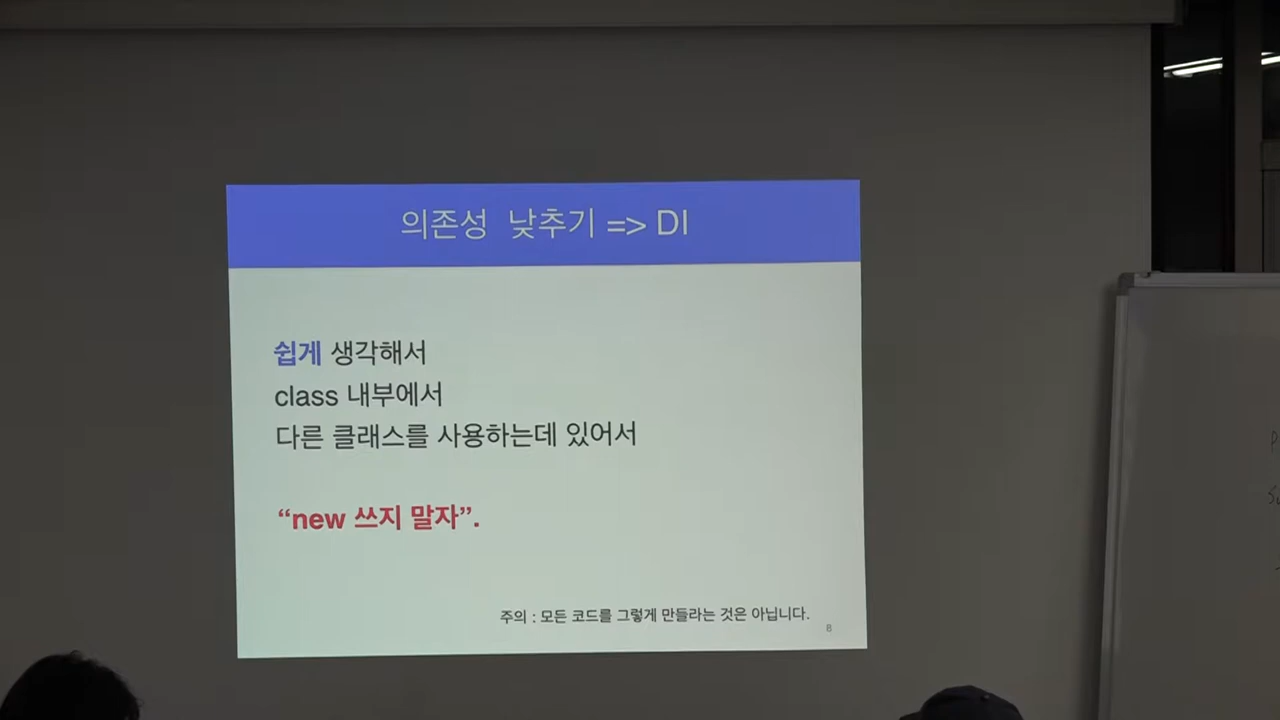 의존성 낮추기 => DI
쉽게 생각해서
class 내부에서
다른 클래스를 사용하는데 있어서
“new 쓰지 말자”.
주의 : 모든 코드를 그렇게 만들라는 것은 아닙니다.
8